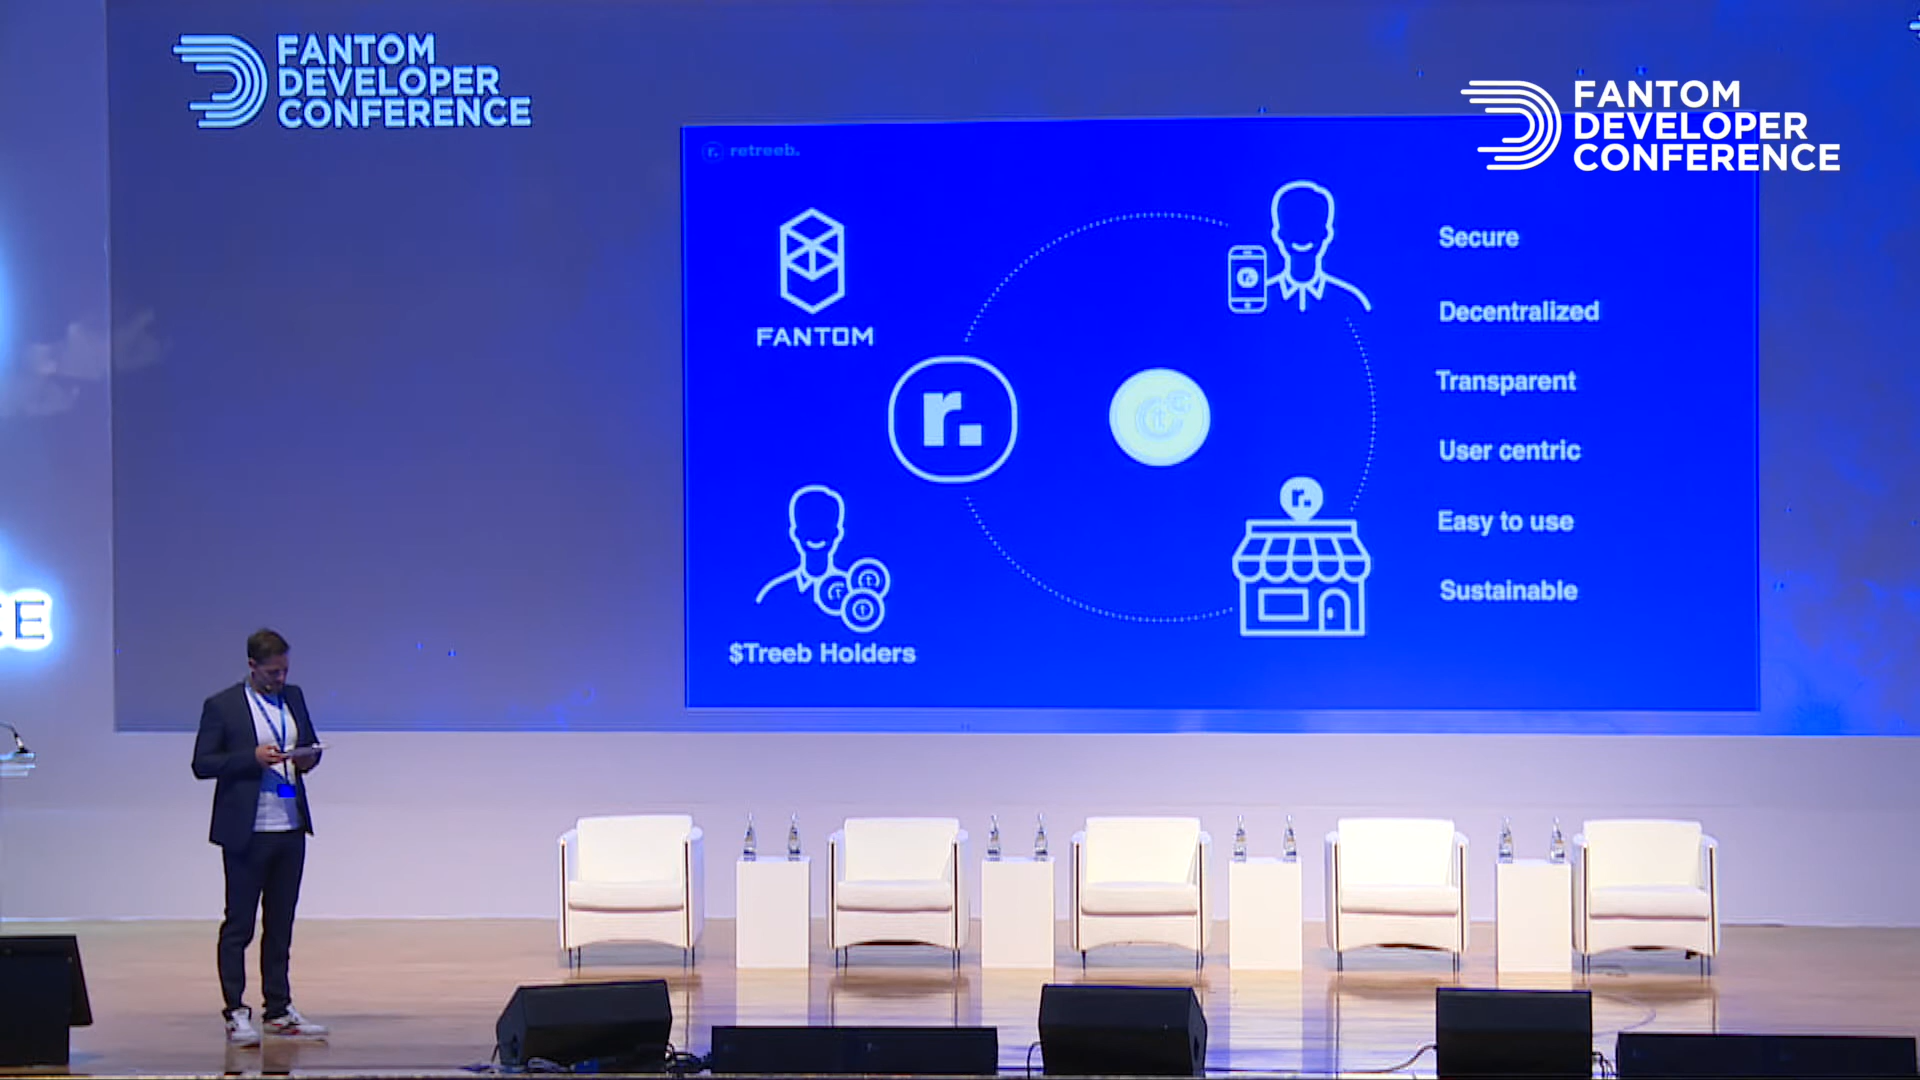 FANTOM
DEVELOPER
CONFERENCE
FANTOM
DEVELOPER
CONFERENCE
r. retreeb.
FANTOM
r.
$Treeb Holders
r.
r.
Secure
Decentralized
Transparent
User centric
Easy to use
Sustainable
CE